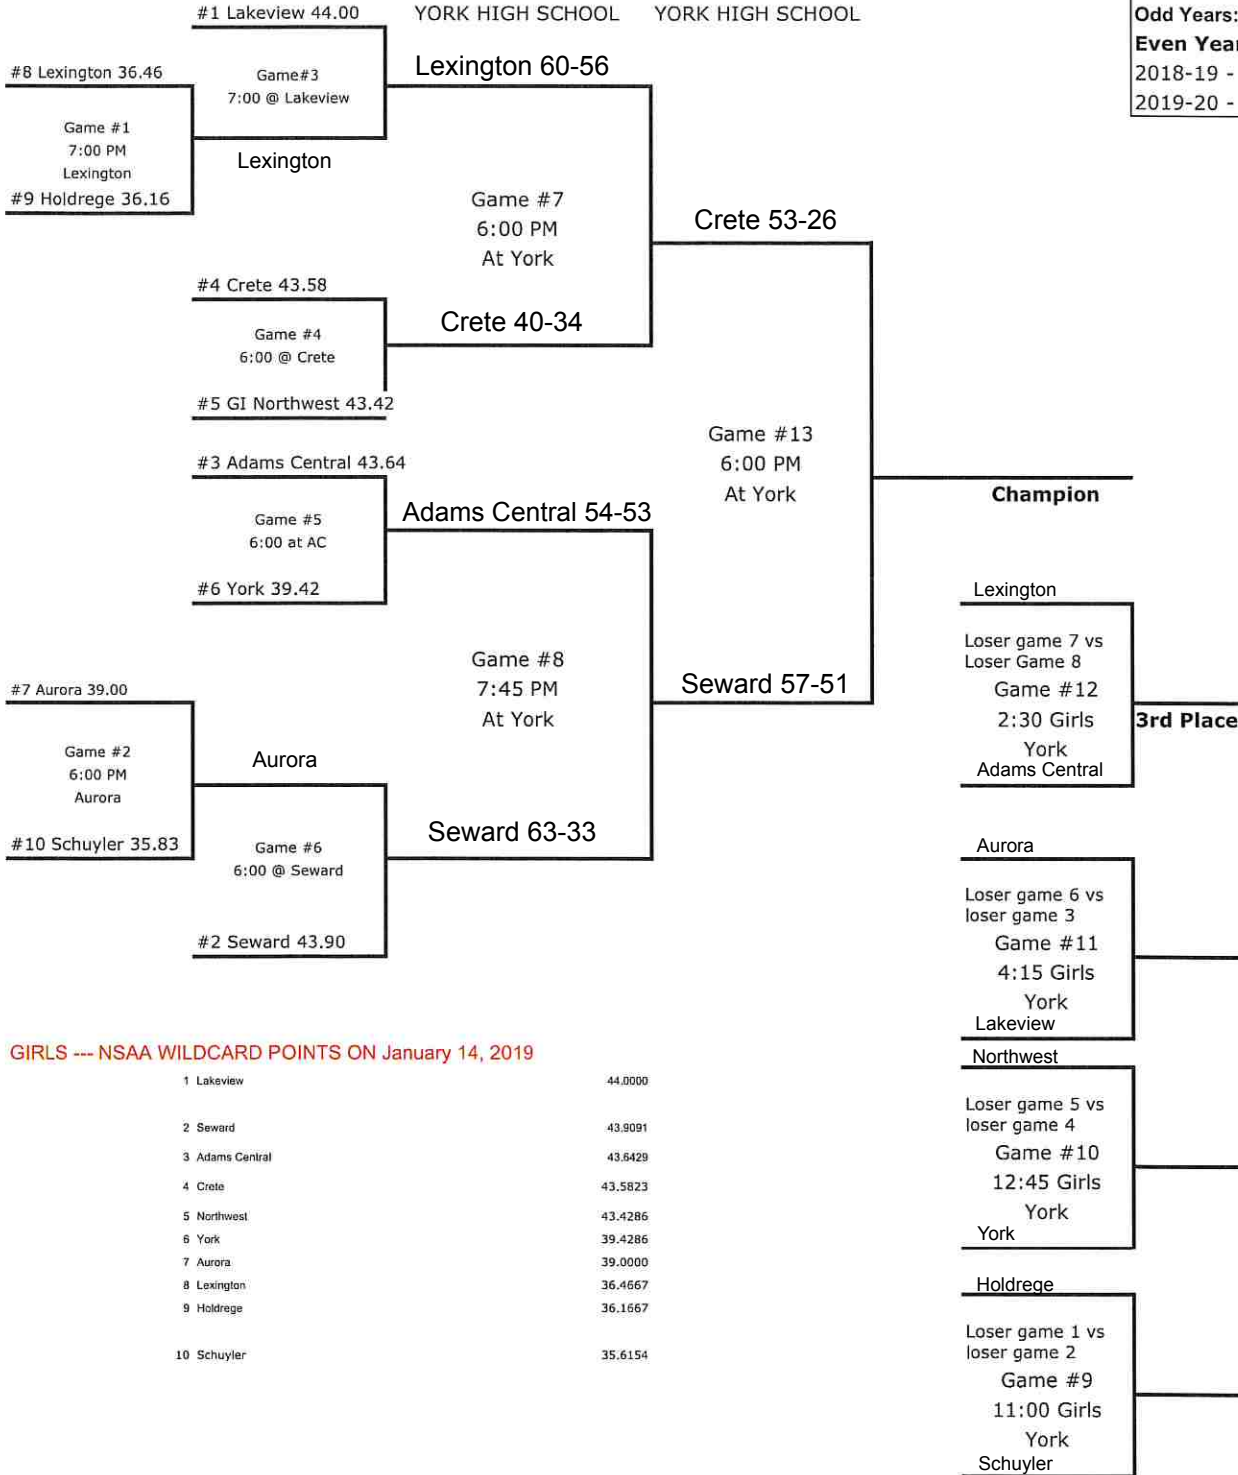 #1 Lakeview 44.00
YORK HIGH SCHOOL
YORK HIGH SCHOOL
Odd Years:
Even Year
2018-19 -
2019-20 -
#8 Lexington 36.46
Game#3
7:00 @ Lakeview
Lexington 60-56
Game #1
7:00 PM
Lexington
#9 Holdrege 36.16
Lexington
Game #7
6:00 PM
At York
Crete 53-26
#4 Crete 43.58
Game #4
6:00 @ Crete
Crete 40-34
#5 GI Northwest 43.42
Game #13
6:00 PM
At York
#3 Adams Central 43.64
Game #5
6:00 at AC
Adams Central 54-53
#6 York 39.42
Champion
Game #8
7:45 PM
At York
Seward 57-51
#7 Aurora 39.00
Game #2
6:00 PM
Aurora
#10 Schuyler 35.83
Aurora
Game #6
6:00 @ Seward
Seward 63-33
#2 Seward 43.90
Lexington
Loser game 7 vs
Loser Game 8
Game #12
2:30 Girls
York
Adams Central
3rd Place
Aurora
Loser game 6 vs
loser game 3
Game #11
4:15 Girls
York
Lakeview
Northwest
Loser game 5 vs
loser game 4
Game #10
12:45 Girls
York
York
Holdrege
Loser game 1 vs
loser game 2
Game #9
11:00 Girls
York
Schuyler
GIRLS --- NSAA WILDCARD POINTS ON January 14, 2019
1 Lakeview 44.0000
2 Seward 43.9091
3 Adams Central 43.6429
4 Crete 43.5823
5 Northwest 43.4286
6 York 39.4286
7 Aurora 39.0000
8 Lexington 36.4667
9 Holdrege 36.1667
10 Schuyler 35.6154